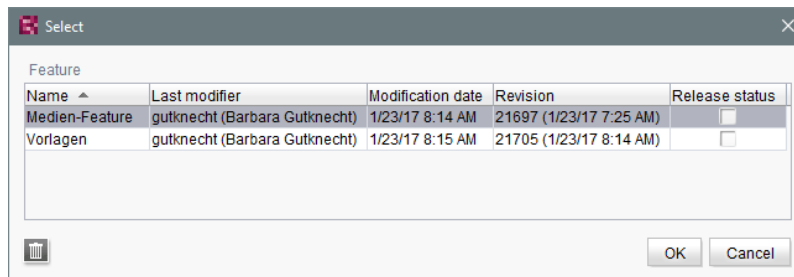 Select
Feature
Name Last modifier Modification date Revision Release status
Medien-Feature gutknecht (Barbara Gutknecht) 1/23/17 8:14 AM 21697 (1/23/17 7:25 AM)
Vorlagen gutknecht (Barbara Gutknecht) 1/23/17 8:15 AM 21705 (1/23/17 8:14 AM)
OK Cancel